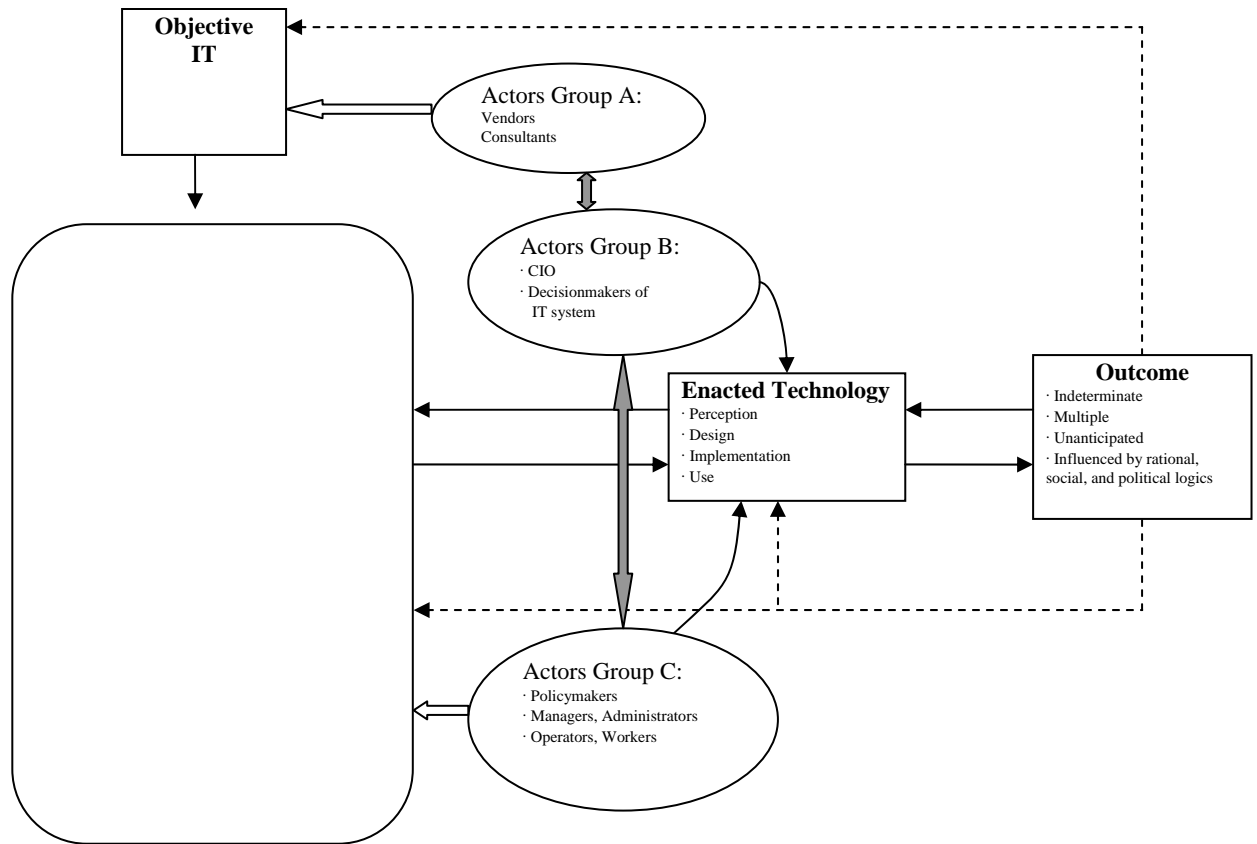 Objective
IT
Actors Group A:
Vendors
Consultants
Actors Group B:
· CIO
· Decisionmakers of
IT system
Enacted Technology
· Perception
· Design
· Implementation
· Use
Outcome
· Indeterminate
· Multiple
· Unanticipated
· Influenced by rational,
social, and political logics
Actors Group C:
· Policymakers
· Managers, Administrators
· Operators, Workers